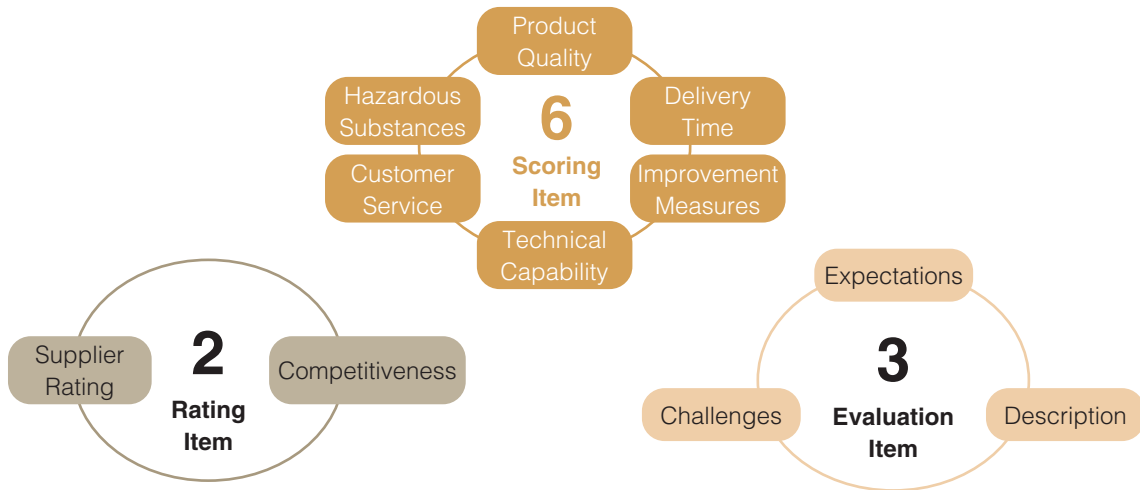 Product
Quality
Hazardous
Substances
Delivery
Time
6
Scoring
Item
Customer
Service
Improvement
Measures
Technical
Capability
2
Rating
Item
Supplier
Rating
Competitiveness
Expectations
3
Evaluation
Item
Challenges
Description